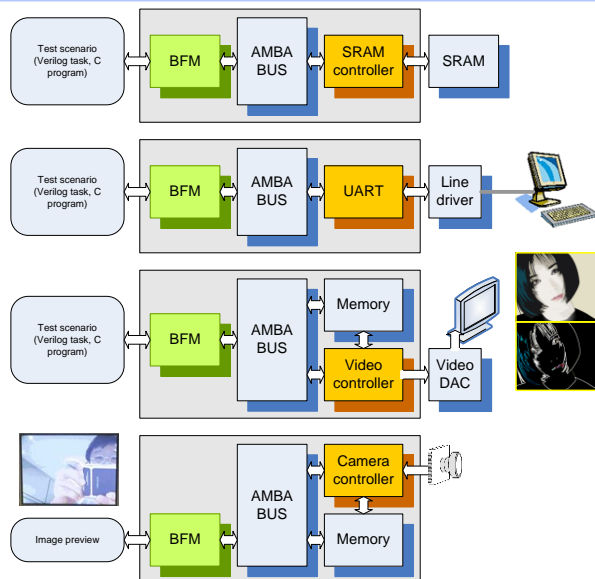 Test scenario
(Verilog task, C
program)
BFM
AMBA
BUS
SRAM
controller
SRAM
Test scenario
(Verilog task, C
program)
BFM
AMBA
BUS
UART
Line
driver
Test scenario
(Verilog task, C
program)
BFM
AMBA
BUS
Memory
Video
controller
Video
DAC
Image preview
BFM
AMBA
BUS
Camera
controller
Memory